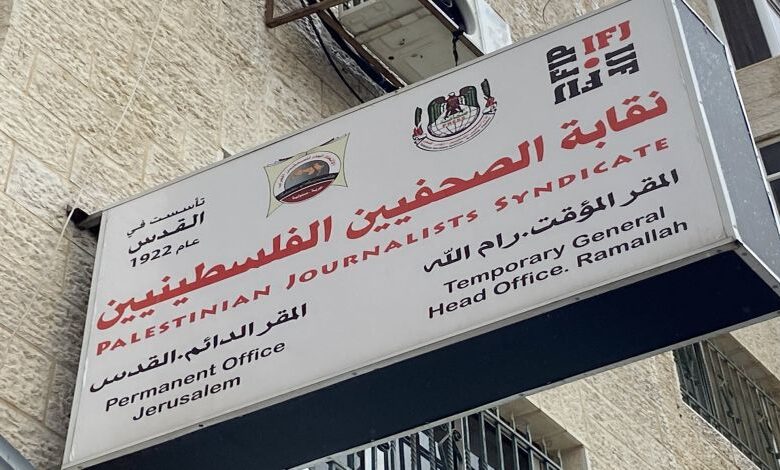 تأسست في
القدس
عام 1922
FIP
IFJ
نقابة الصحفيين الفلسطينيين
PALESTINIAN JOURNALISTS SYNDICATE
المقر المؤقت.رام الله
Temporary General
Head Office. Ramallah
المقر الدائم.القدس
Permanent Office
Jerusalem